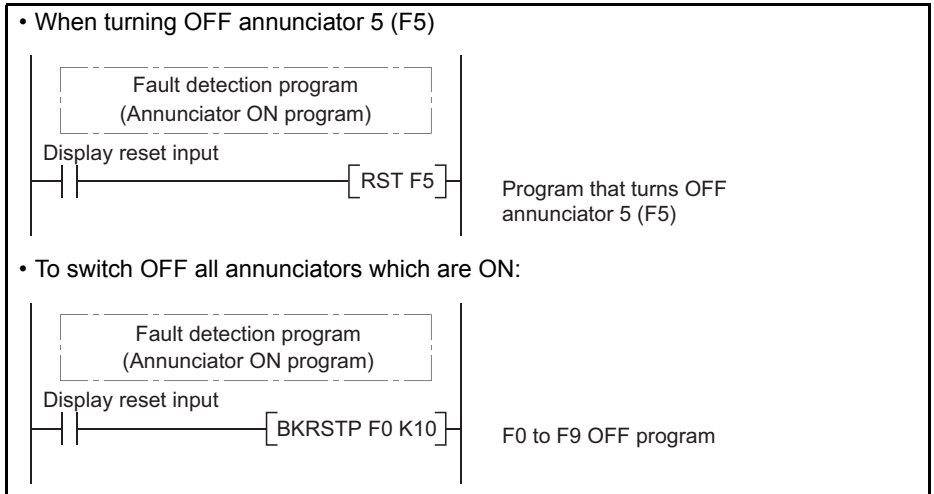 • When turning OFF annunciator 5 (F5)
Fault detection program
(Annunciator ON program)
Display reset input
RST F5
Program that turns OFF
annunciator 5 (F5)
• To switch OFF all annunciators which are ON:
Fault detection program
(Annunciator ON program)
Display reset input
BKRSTP F0 K10
F0 to F9 OFF program